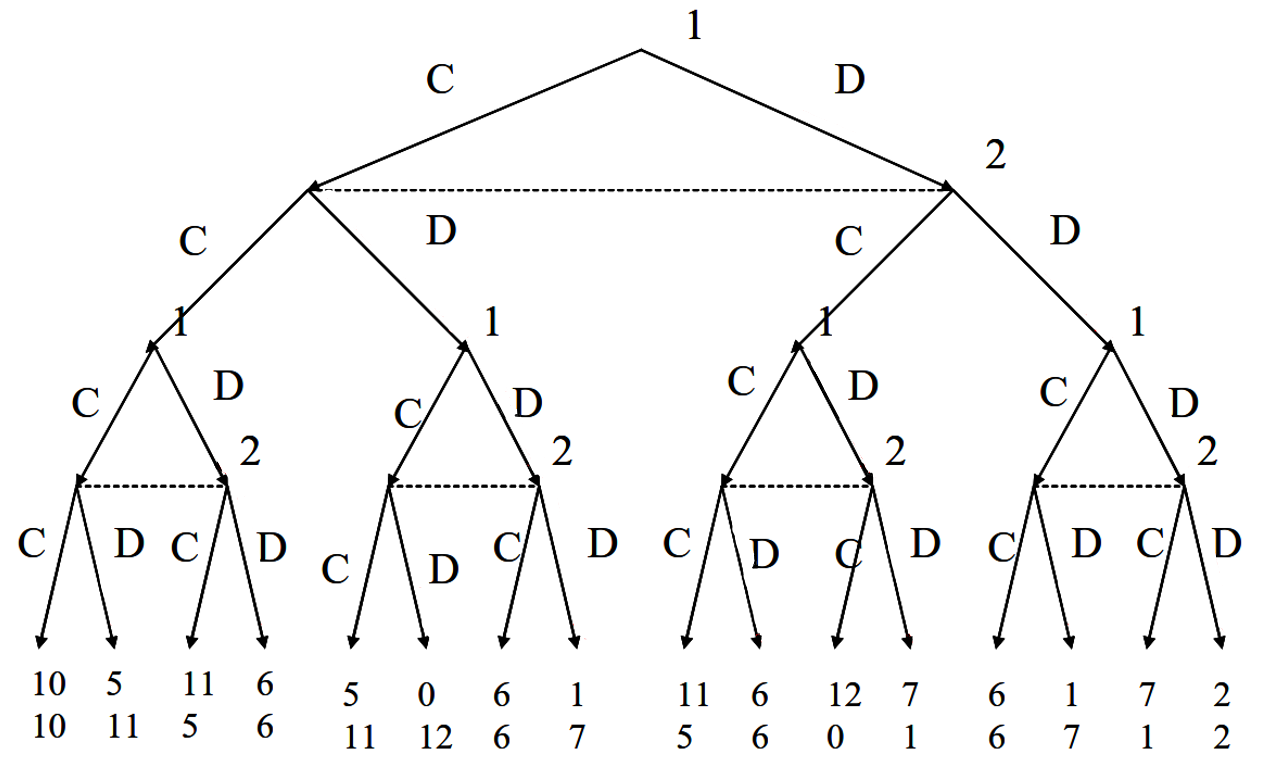 1
C D
2
C D C D
1 1 1 1
C D C D C D C D
2 2 2 2
C D C D C D C D C D C D C D C D
10 5 11 6 5 0 6 1 11 6 12 7 6 1 7 2
10 11 5 6 11 12 6 7 5 6 0 1 6 7 1 2